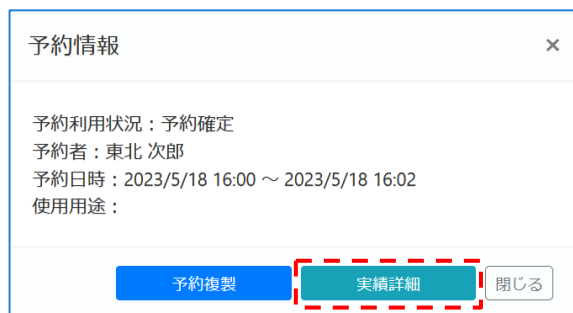 予約情報 ×
予約利用状況：予約確定
予約者：東北 次郎
予約日時：2023/5/18 16:00 ～ 2023/5/18 16:02
使用用途：
予約複製 実績詳細 閉じる